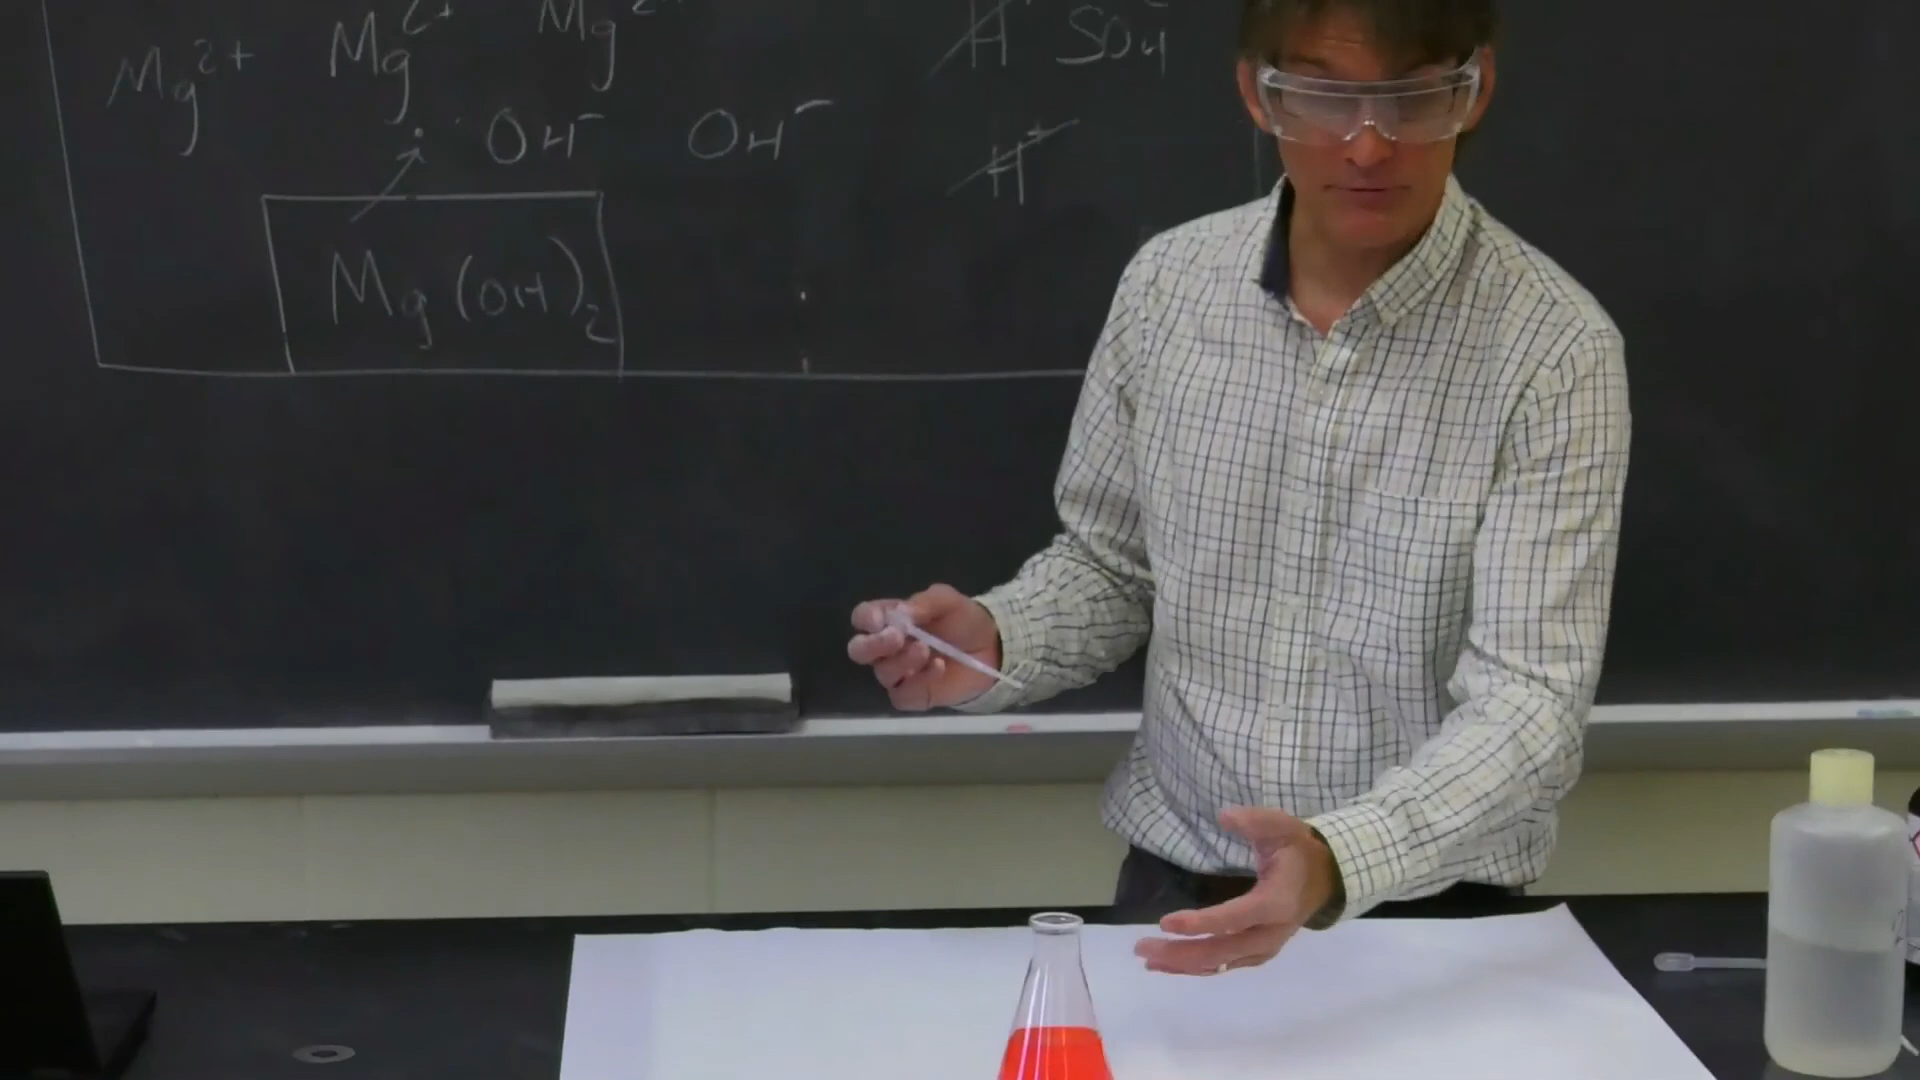 Mg²⁺ Mg²⁺ Mg²⁺ H⁺ SO₄
OH⁻ OH⁻ H⁺
Mg(OH)₂